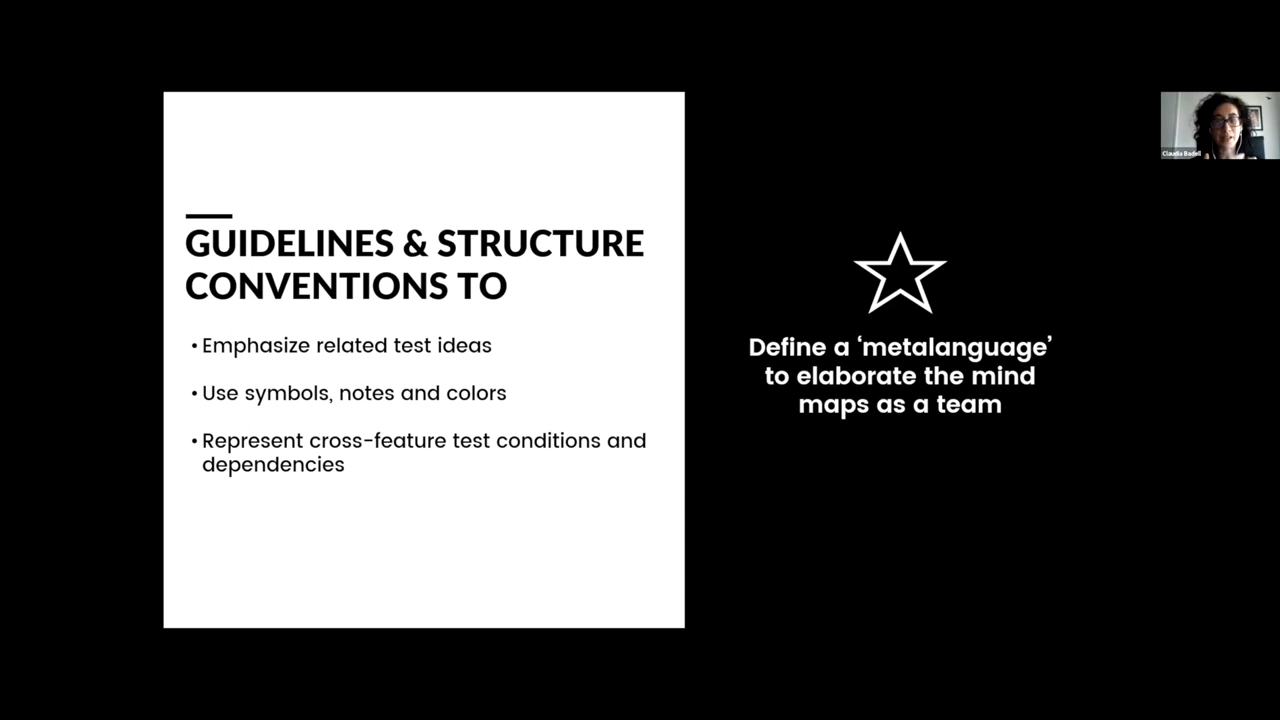 GUIDELINES & STRUCTURE
CONVENTIONS TO
• Emphasize related test ideas
• Use symbols, notes and colors
• Represent cross-feature test conditions and
dependencies
Define a ‘metalanguage’
to elaborate the mind
maps as a team
Claudia Badell